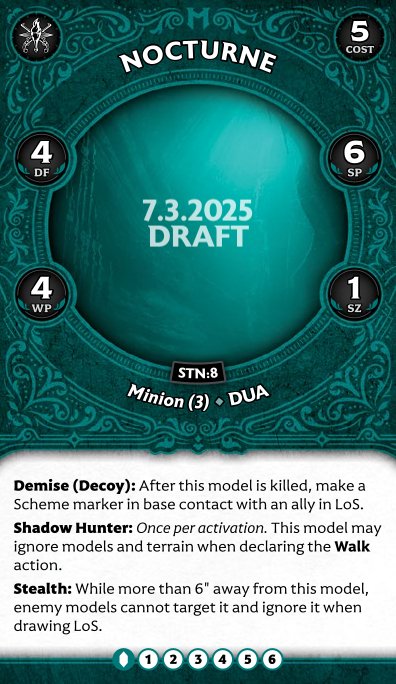 NOCTURNE
5
COST
4
DF
6
SP
7.3.2025
DRAFT
4
WP
1
SZ
STN:8
Minion (3) ◆ DUA
Demise (Decoy): After this model is killed, make a
Scheme marker in base contact with an ally in LoS.
Shadow Hunter: Once per activation. This model may
ignore models and terrain when declaring the Walk
action.
Stealth: While more than 6" away from this model,
enemy models cannot target it and ignore it when
drawing LoS.
1 2 3 4 5 6